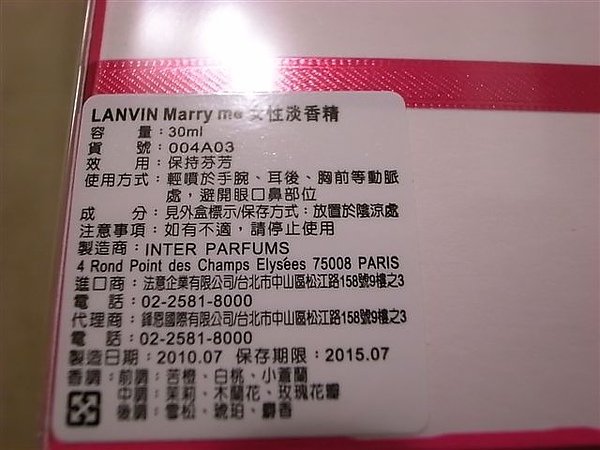 LANVIN Marry me 女性淡香精
容 量：30ml
貨 號：004A03
效 用：保持芬芳
使用方式：輕噴於手腕、耳後、胸前等動脈
處，避開眼口鼻部位
成 分：見外盒標示/保存方式：放置於陰涼處
注意事項：如有不適，請停止使用
製造商：INTER PARFUMS
4 Rond Point des Champs Elysées 75008 PARIS
進口商：法意企業有限公司/台北市中山區松江路158號9樓之3
電 話：02-2581-8000
代理商：鋒恩國際有限公司/台北市中山區松江路158號9樓之3
電 話：02-2581-8000
製造日期：2010.07 保存期限：2015.07
香調：前調：苦橙、白桃、小蒼蘭
中調：茉莉、木蘭花、玫瑰花瓣
後調：雪松、琥珀、麝香